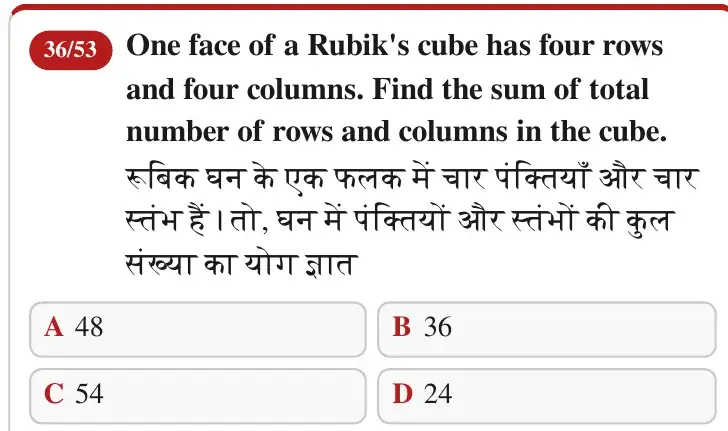 36/53 One face of a Rubik's cube has four rows
and four columns. Find the sum of total
number of rows and columns in the cube.
रूबिक घन के एक फलक में चार पंक्तियाँ और चार
स्तंभ हैं। तो, घन में पंक्तियों और स्तंभों की कुल
संख्या का योग ज्ञात
A 48
B 36
C 54
D 24